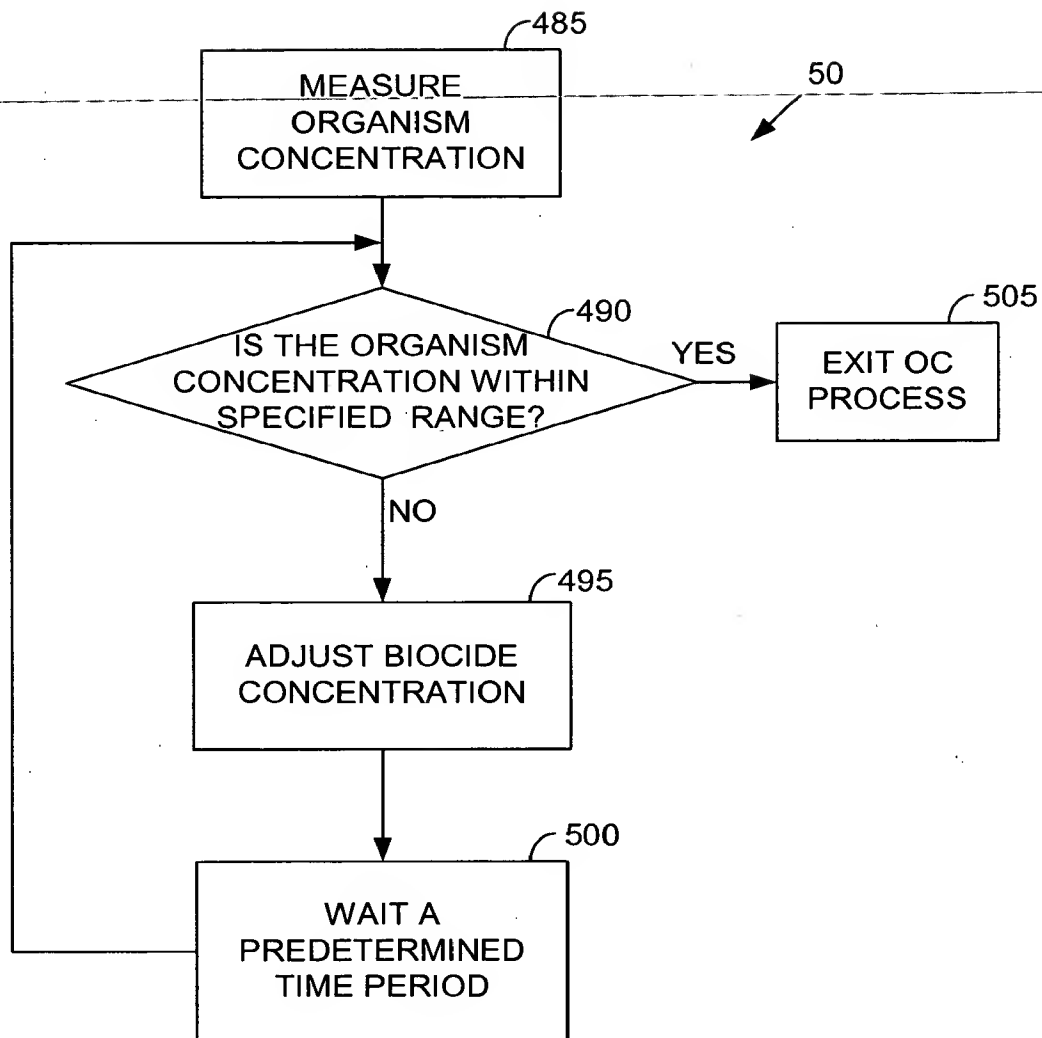 485
MEASURE
ORGANISM
CONCENTRATION
50
490
IS THE ORGANISM
CONCENTRATION WITHIN
SPECIFIED RANGE?
YES
505
EXIT OC
PROCESS
NO
495
ADJUST BIOCIDE
CONCENTRATION
500
WAIT A
PREDETERMINED
TIME PERIOD